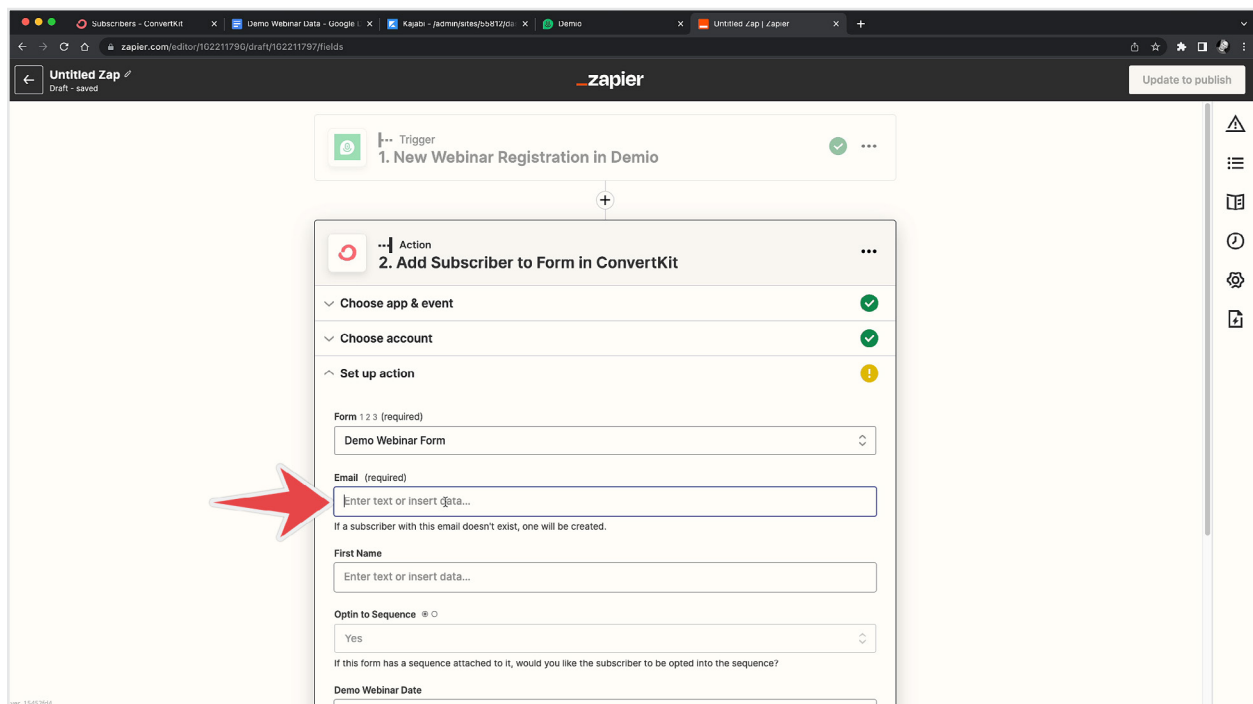 Subscribers - ConvertKit
Demo Webinar Data - Google D
Kajabi - /admin/sites/55812/da
Demio
Untitled Zap | Zapier
zapier.com/editor/102211796/draft/102211797/fields
Untitled Zap
Draft - saved
_zapier
Update to publish
Trigger
1. New Webinar Registration in Demio
Action
2. Add Subscriber to Form in ConvertKit
Choose app & event
Choose account
Set up action
Form 1 2 3 (required)
Demo Webinar Form
Email (required)
Enter text or insert data...
If a subscriber with this email doesn't exist, one will be created.
First Name
Enter text or insert data...
Optin to Sequence
Yes
If this form has a sequence attached to it, would you like the subscriber to be opted into the sequence?
Demo Webinar Date